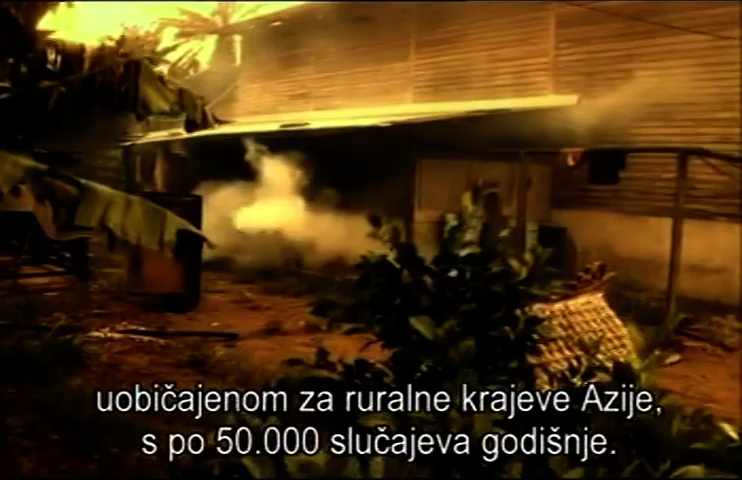 uobičajenom za ruralne krajeve Azije,
s po 50.000 slučajeva godišnje.